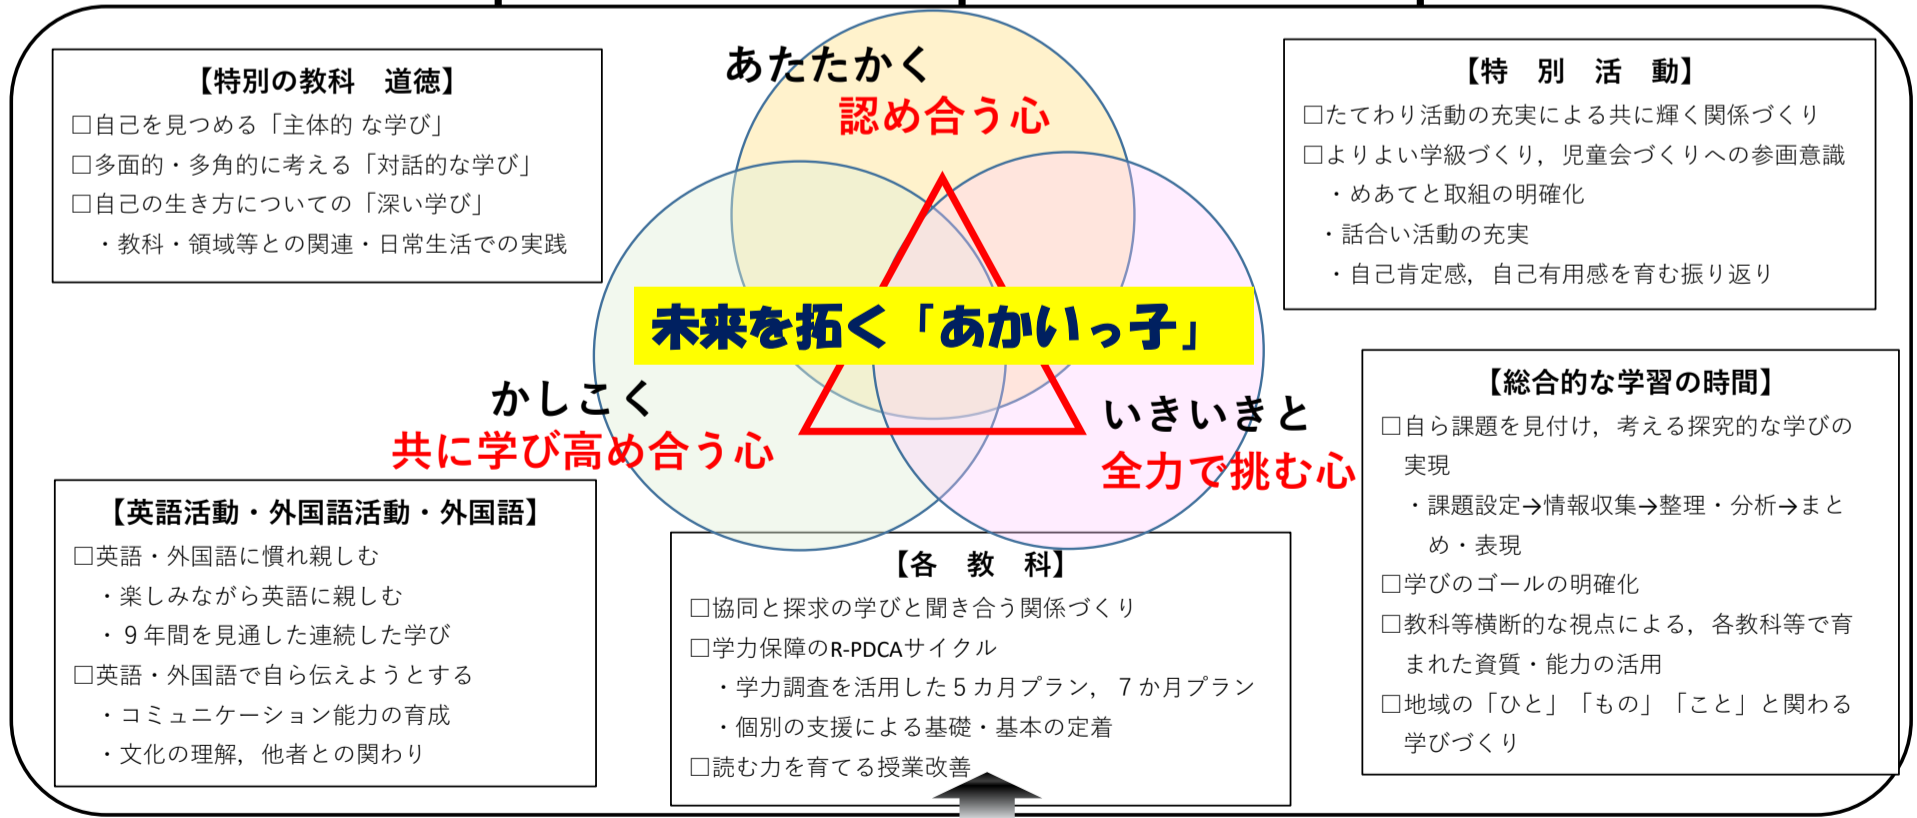 【特別の教科　道徳】
□自己を見つめる「主体的 な学び」
□多面的・多角的に考える「対話的な学び」
□自己の生き方についての「深い学び」
・教科・領域等との関連・日常生活での実践
あたたかく
認め合う心
【特　別　活　動】
□たてわり活動の充実による共に輝く関係づくり
□よりよい学級づくり，児童会づくりへの参画意識
・めあてと取組の明確化
・話合い活動の充実
・自己肯定感，自己有用感を育む振り返り
未来を拓く「あかいっ子」
かしこく
共に学び高め合う心
いきいきと
全力で挑む心
【英語活動・外国語活動・外国語】
□英語・外国語に慣れ親しむ
・楽しみながら英語に親しむ
・９年間を見通した連続した学び
□英語・外国語で自ら伝えようとする
・コミュニケーション能力の育成
・文化の理解，他者との関わり
【各　教　科】
□協同と探求の学びと聞き合う関係づくり
□学力保障のR-PDCAサイクル
・学力調査を活用した５カ月プラン，７か月プラン
・個別の支援による基礎・基本の定着
□読む力を育てる授業改善
【総合的な学習の時間】
□自ら課題を見付け，考える探究的な学びの
実現
・課題設定→情報収集→整理・分析→まと
め・表現
□学びのゴールの明確化
□教科等横断的な視点による，各教科等で育
まれた資質・能力の活用
□地域の「ひと」「もの」「こと」と関わる
学びづくり